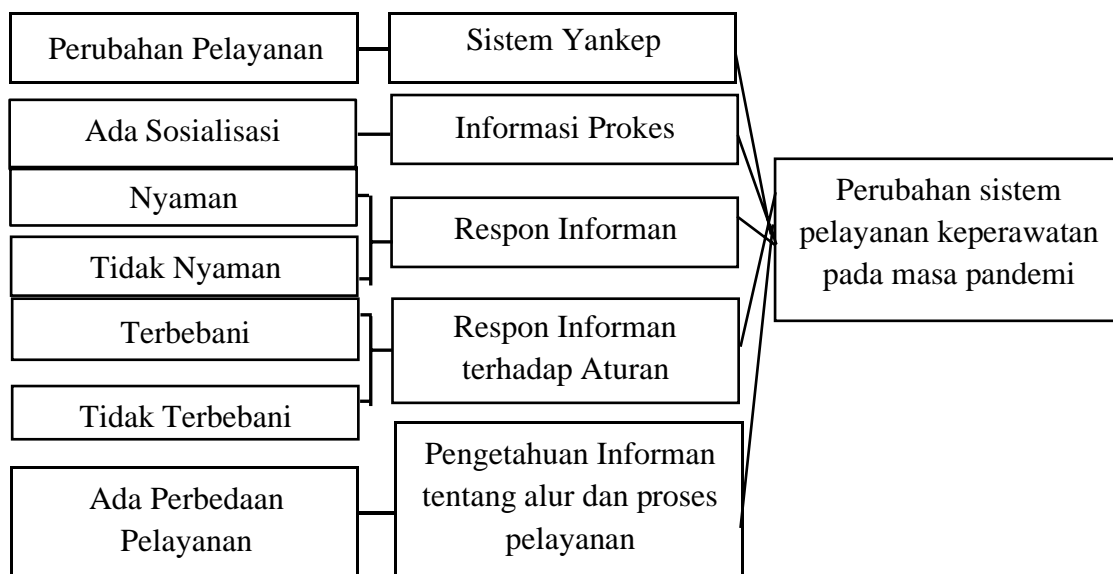 Perubahan Pelayanan
Ada Sosialisasi
Nyaman
Tidak Nyaman
Terbebani
Tidak Terbebani
Ada Perbedaan
Pelayanan
Sistem Yankep
Informasi Prokes
Respon Informan
Respon Informan
terhadap Aturan
Pengetahuan Informan
tentang alur dan proses
pelayanan
Perubahan sistem
pelayanan keperawatan
pada masa pandemi